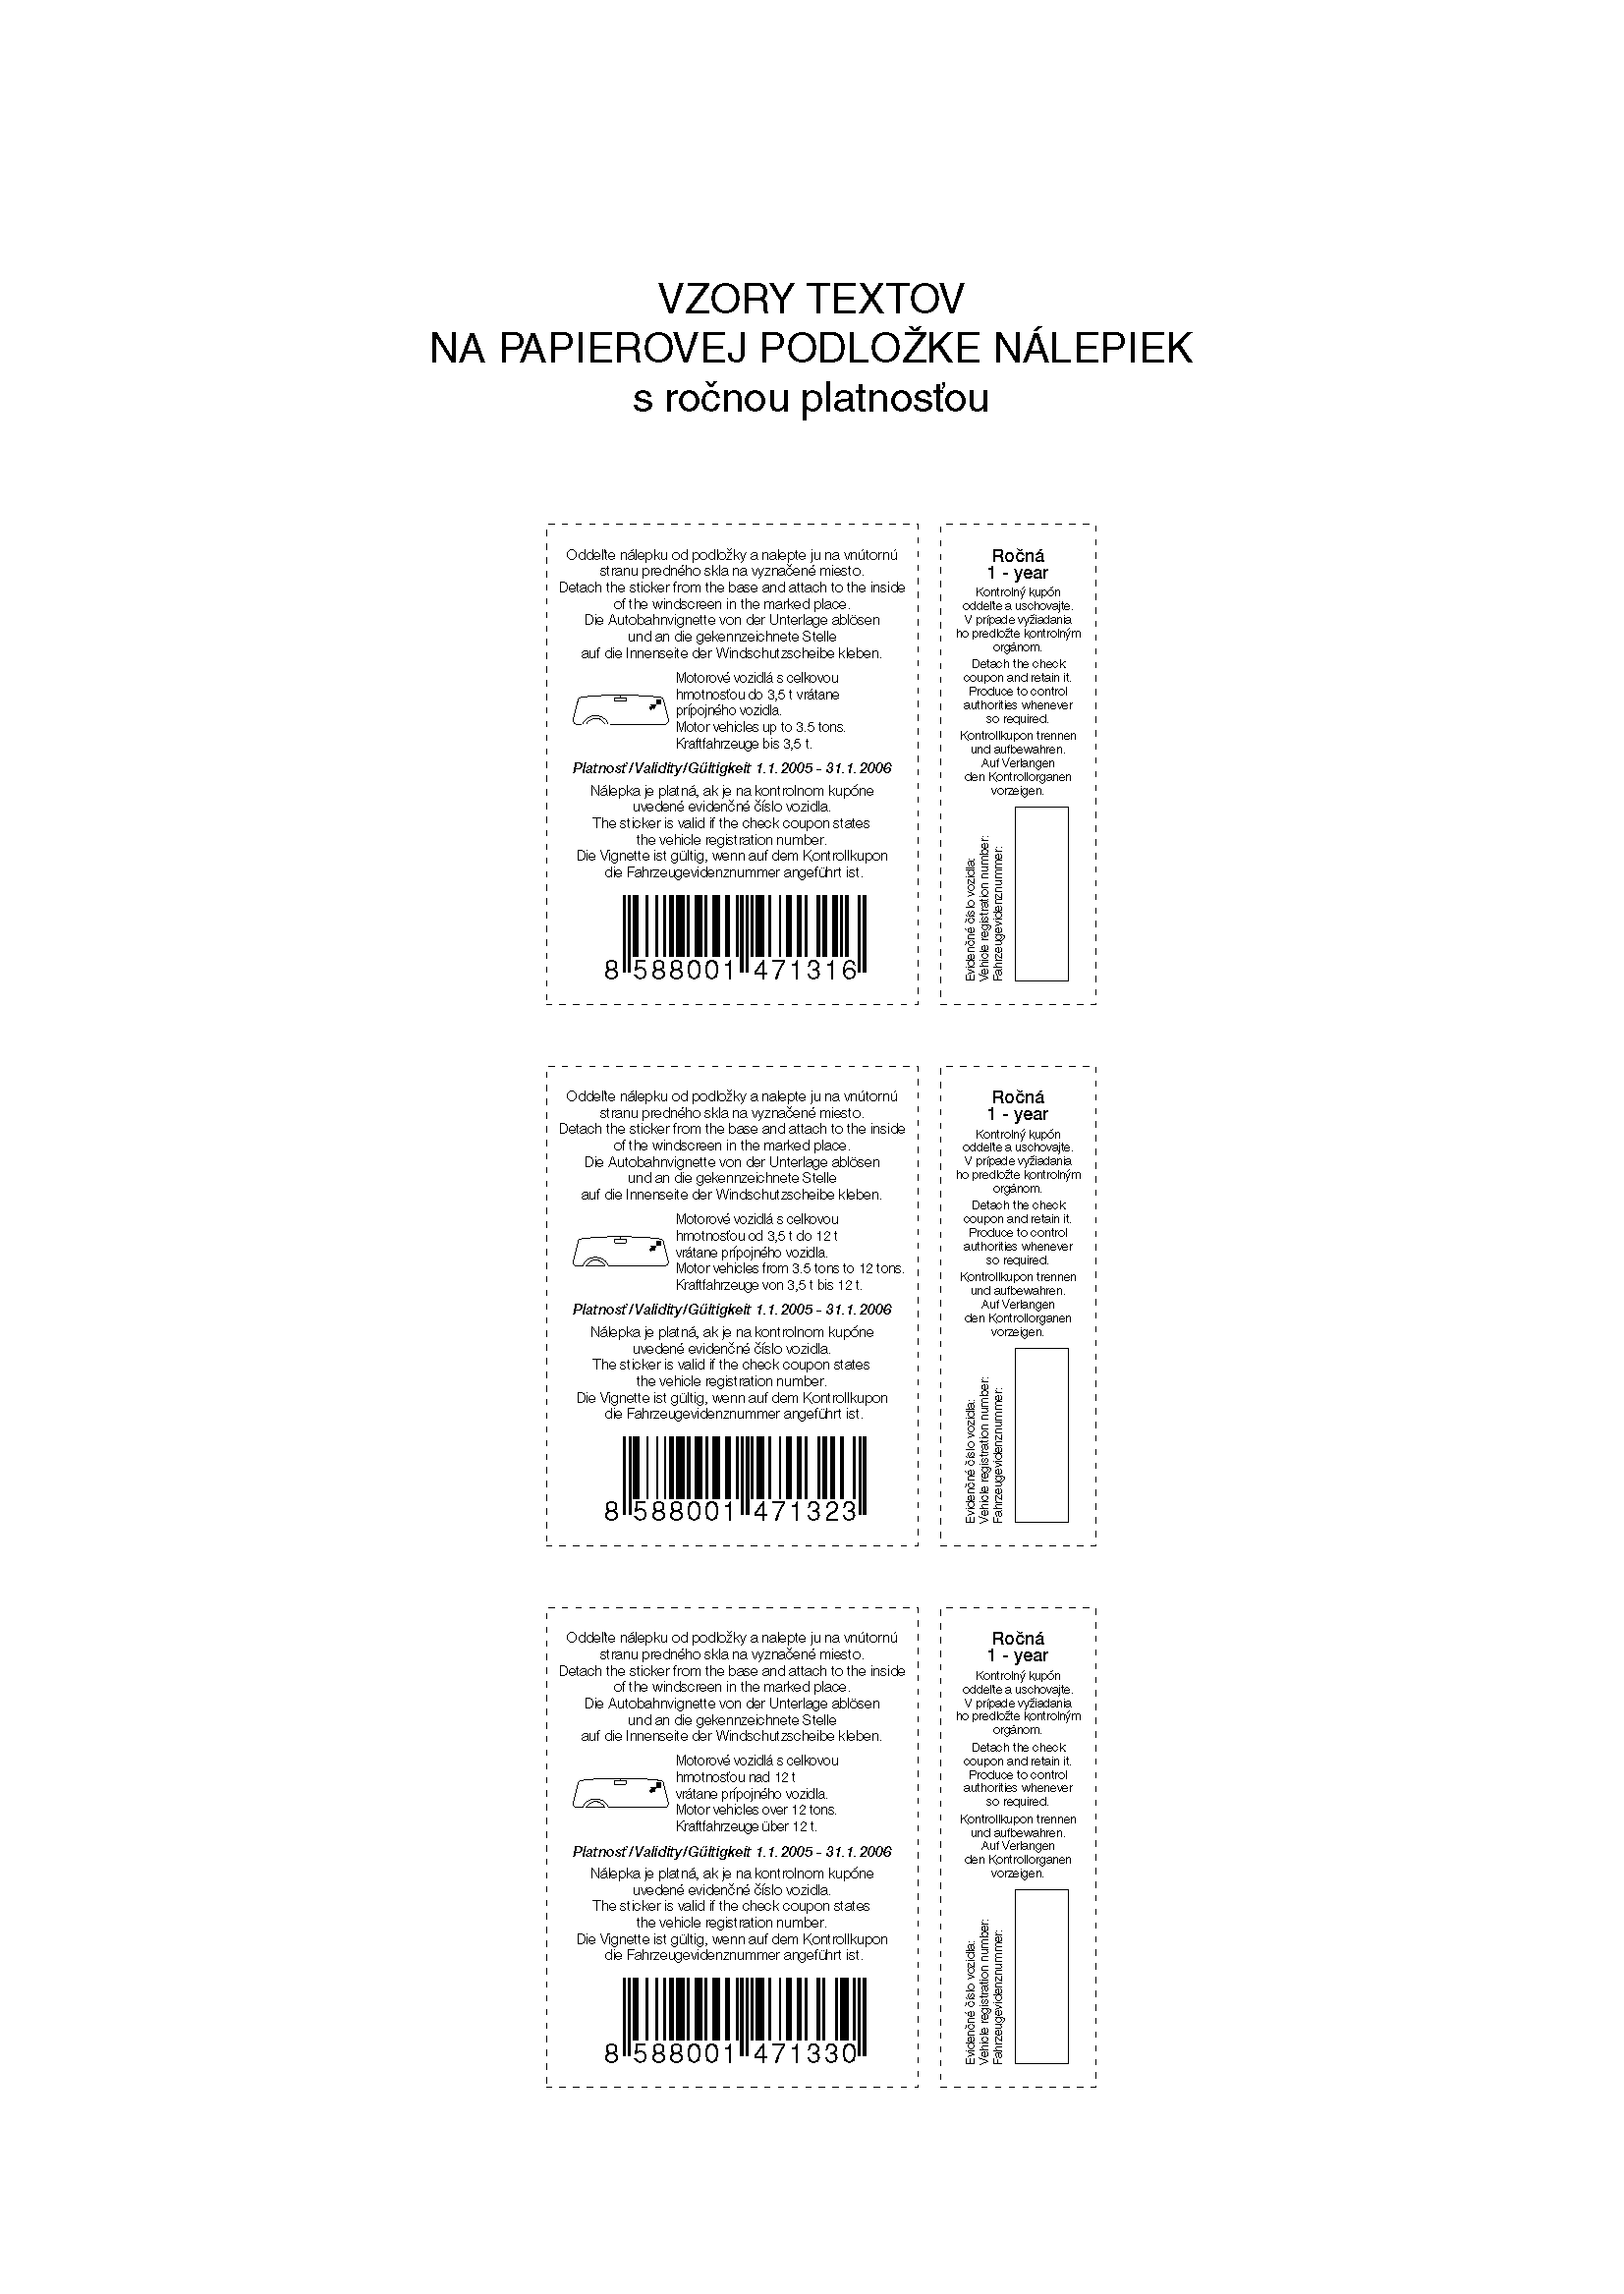 VZORY TEXTOV
NA PAPIEROVEJ PODLOŽKE NÁLEPIEK
s ročnou platnosťou
Oddeľte nálepku od podložky a nalepte ju na vnútornú
stranu predného skla na vyznačené miesto.
Detach the sticker from the base and attach to the inside
of the windscreen in the marked place.
Die Autobahnvignette von der Unterlage ablösen
und an die gekennzeichnete Stelle
auf die Innenseite der Windschutzscheibe kleben.
Motorové vozidlá s celkovou
hmotnosťou do 3,5 t vrátane
prípojného vozidla.
Motor vehicles up to 3.5 tons.
Kraftfahrzeuge bis 3,5 t.
Platnosť/Validity/Gültigkeit 1. 1. 2005 - 31. 1. 2006
Nálepka je platná, ak je na kontrolnom kupóne
uvedené evidenčné číslo vozidla.
The sticker is valid if the check coupon states
the vehicle registration number.
Die Vignette ist gültig, wenn auf dem Kontrollkupon
die Fahrzeugevidenznummer angeführt ist.
8 588001 471316
Ročná
1 - year
Kontrolný kupón
oddeľte a uschovajte.
V prípade vyžiadania
ho predložte kontrolným
orgánom.
Detach the check
coupon and retain it.
Produce to control
authorities whenever
so required.
Kontrollkupon trennen
und aufbewahren.
Auf Verlangen
den Kontrollorganen
vorzeigen.
Evidenčné číslo vozidla:
Vehicle registration number:
Fahrzeugevidenznummer:
Oddeľte nálepku od podložky a nalepte ju na vnútornú
stranu predného skla na vyznačené miesto.
Detach the sticker from the base and attach to the inside
of the windscreen in the marked place.
Die Autobahnvignette von der Unterlage ablösen
und an die gekennzeichnete Stelle
auf die Innenseite der Windschutzscheibe kleben.
Motorové vozidlá s celkovou
hmotnosťou od 3,5 t do 12 t
vrátane prípojného vozidla.
Motor vehicles from 3.5 tons to 12 tons.
Kraftfahrzeuge von 3,5 t bis 12 t.
Platnosť/Validity/Gültigkeit 1. 1. 2005 - 31. 1. 2006
Nálepka je platná, ak je na kontrolnom kupóne
uvedené evidenčné číslo vozidla.
The sticker is valid if the check coupon states
the vehicle registration number.
Die Vignette ist gültig, wenn auf dem Kontrollkupon
die Fahrzeugevidenznummer angeführt ist.
8 588001 471323
Ročná
1 - year
Kontrolný kupón
oddeľte a uschovajte.
V prípade vyžiadania
ho predložte kontrolným
orgánom.
Detach the check
coupon and retain it.
Produce to control
authorities whenever
so required.
Kontrollkupon trennen
und aufbewahren.
Auf Verlangen
den Kontrollorganen
vorzeigen.
Evidenčné číslo vozidla:
Vehicle registration number:
Fahrzeugevidenznummer:
Oddeľte nálepku od podložky a nalepte ju na vnútornú
stranu predného skla na vyznačené miesto.
Detach the sticker from the base and attach to the inside
of the windscreen in the marked place.
Die Autobahnvignette von der Unterlage ablösen
und an die gekennzeichnete Stelle
auf die Innenseite der Windschutzscheibe kleben.
Motorové vozidlá s celkovou
hmotnosťou nad 12 t
vrátane prípojného vozidla.
Motor vehicles over 12 tons.
Kraftfahrzeuge über 12 t.
Platnosť/Validity/Gültigkeit 1. 1. 2005 - 31. 1. 2006
Nálepka je platná, ak je na kontrolnom kupóne
uvedené evidenčné číslo vozidla.
The sticker is valid if the check coupon states
the vehicle registration number.
Die Vignette ist gültig, wenn auf dem Kontrollkupon
die Fahrzeugevidenznummer angeführt ist.
8 588001 471330
Ročná
1 - year
Kontrolný kupón
oddeľte a uschovajte.
V prípade vyžiadania
ho predložte kontrolným
orgánom.
Detach the check
coupon and retain it.
Produce to control
authorities whenever
so required.
Kontrollkupon trennen
und aufbewahren.
Auf Verlangen
den Kontrollorganen
vorzeigen.
Evidenčné číslo vozidla:
Vehicle registration number:
Fahrzeugevidenznummer: